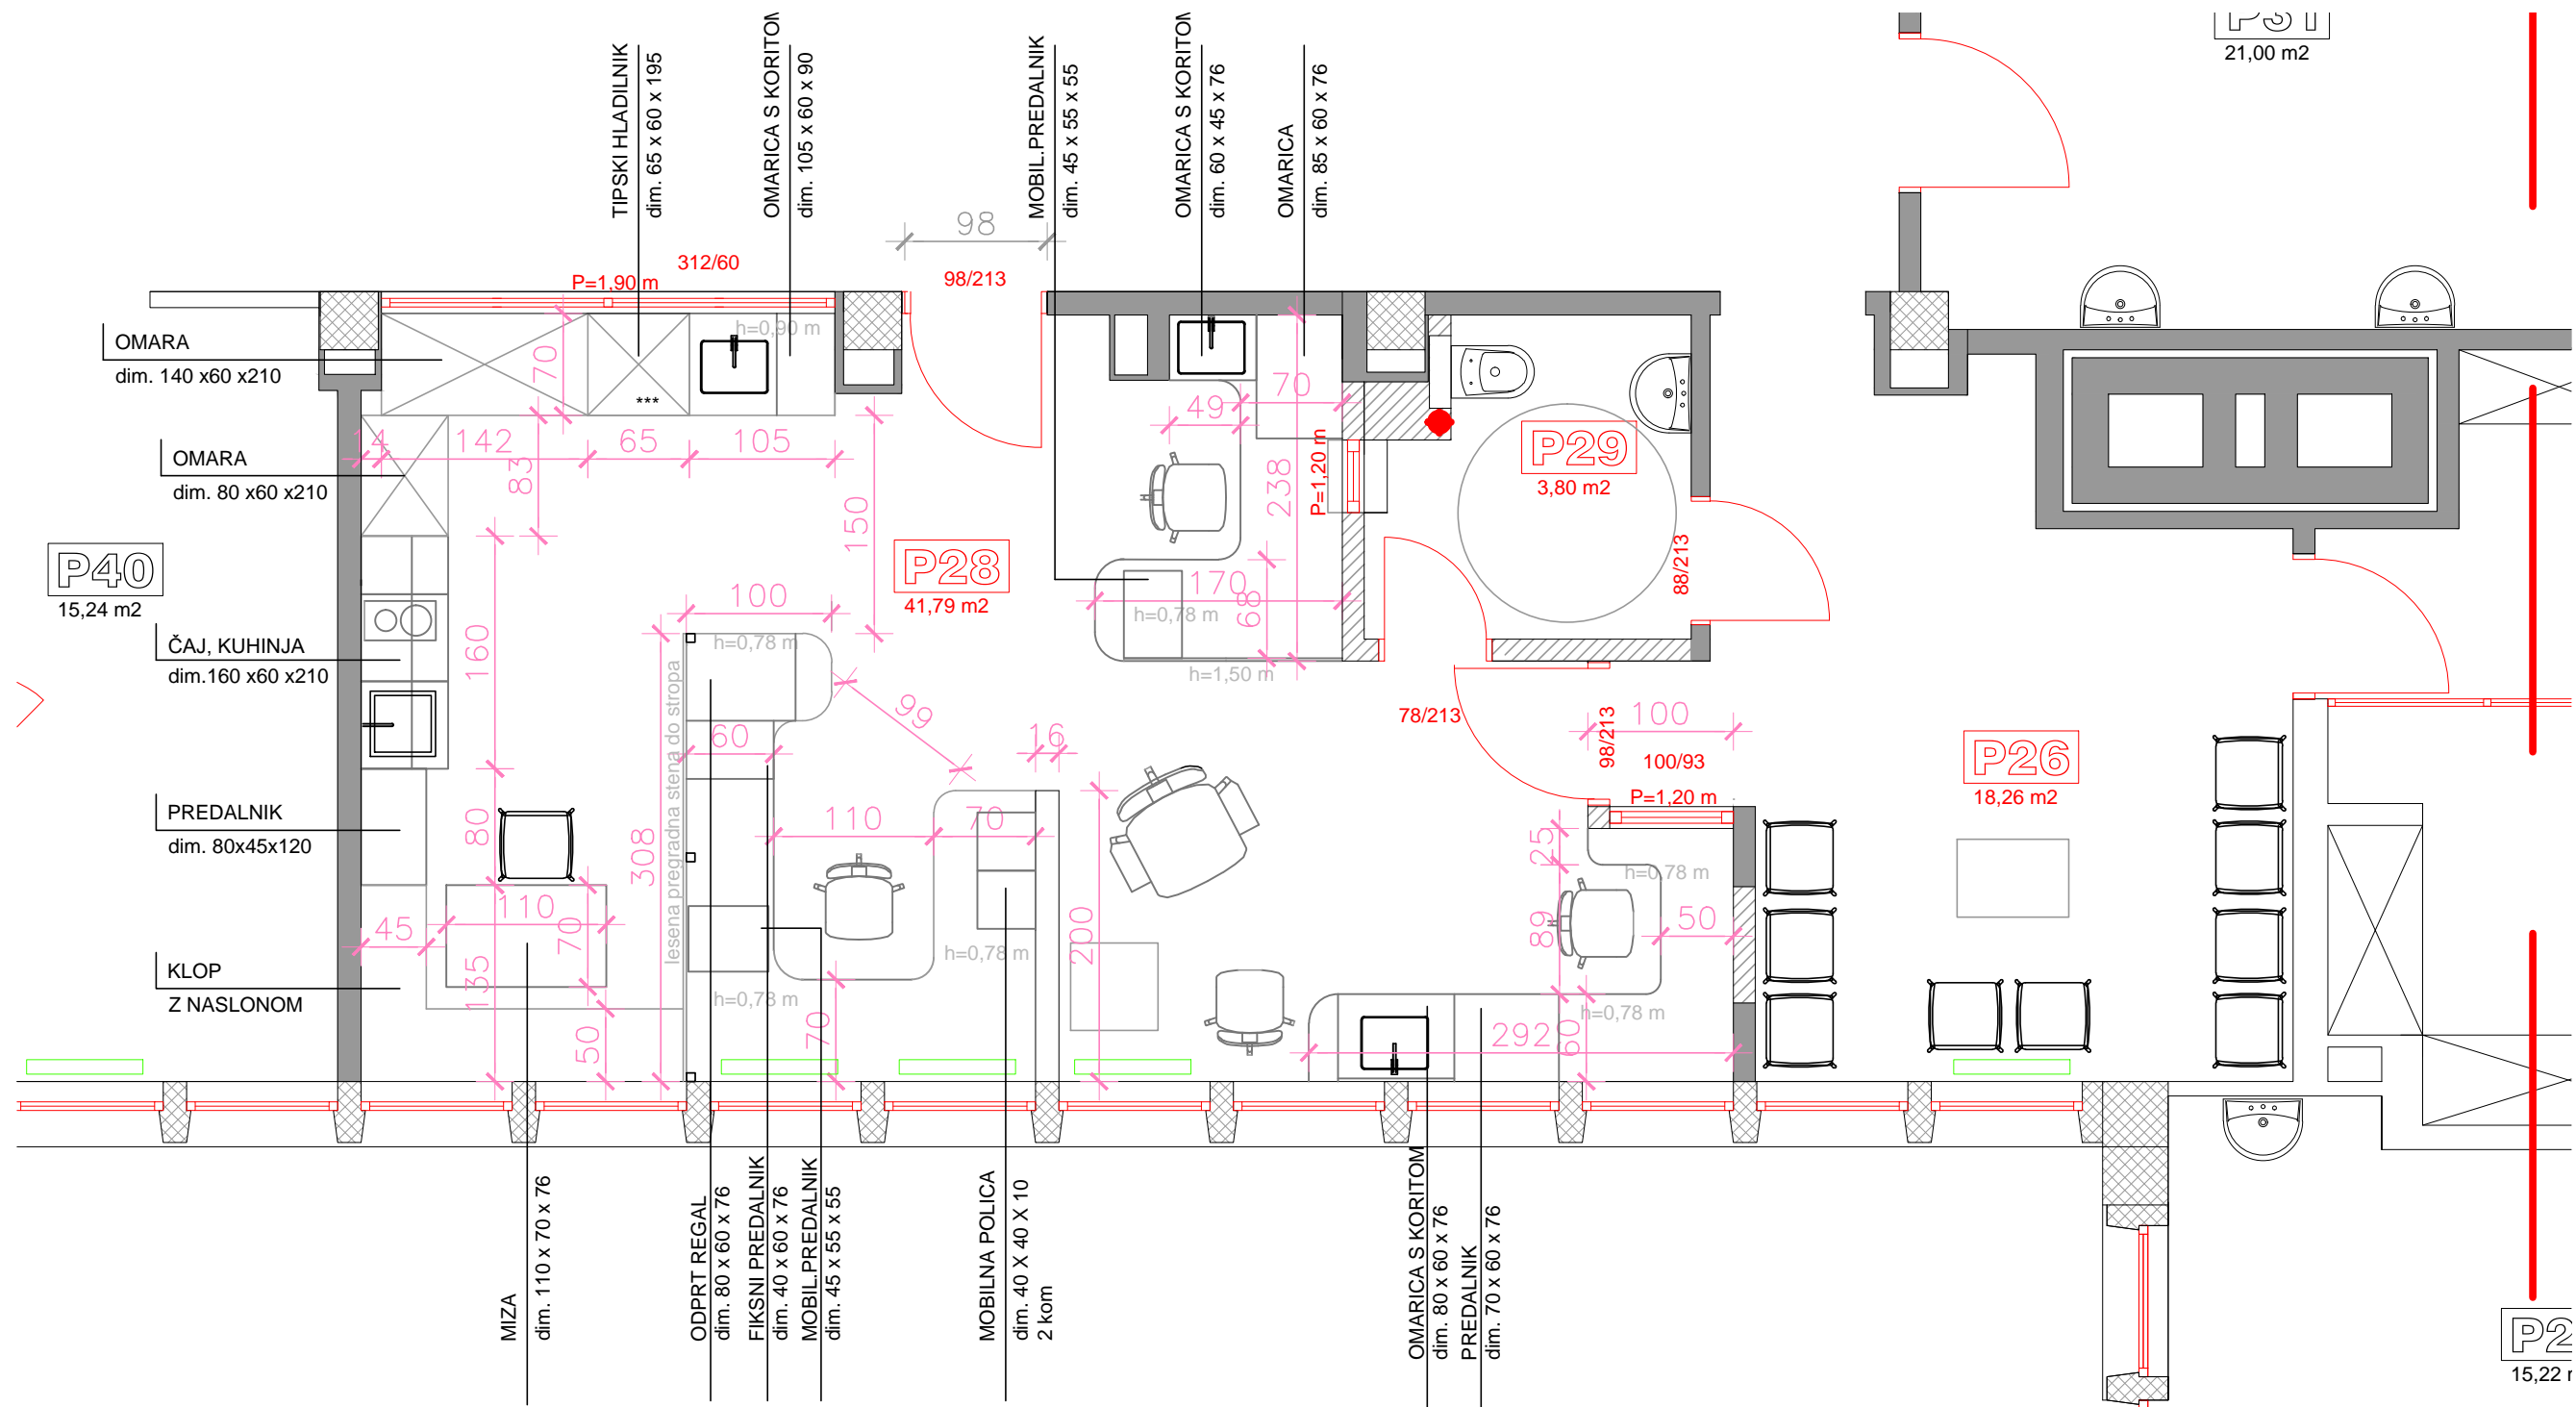 P31
21,00 m2
TIPSKI HLADILNIK
dim. 65 x 60 x 195
OMARICA S KORITOM
dim. 105 x 60 x 90
MOBIL.PREDALNIK
dim. 45 x 55 x 55
OMARICA S KORITOM
dim. 60 x 45 x 76
OMARICA
dim. 85 x 60 x 76
98
312/60
P=1,90 m
98/213
h=0,90 m
OMARA
dim. 140 x60 x210
70
***
70
49
14
142
65
105
83
OMARA
dim. 80 x60 x210
150
238
P=1,20 m
P29
3,80 m2
88/213
P40
15,24 m2
P28
41,79 m2
100
170
h=0,78 m
68
h=1,50 m
160
ČAJ, KUHINJA
dim.160 x60 x210
h=0,78 m
lesena pregradna stena do stropa
99
60
16
78/213
98/213
100
100/93
P=1,20 m
P26
18,26 m2
PREDALNIK
dim. 80x45x120
80
308
110
70
25
h=0,78 m
89
50
200
110
70
45
135
50
h=0,78 m
h=0,78 m
70
KLOP
Z NASLONOM
h=0,78 m
292
60
MIZA
dim. 110 x 70 x 76
ODPRT REGAL
dim. 80 x 60 x 76
FIKSNI PREDALNIK
dim. 40 x 60 x 76
MOBIL.PREDALNIK
dim. 45 x 55 x 55
MOBILNA POLICA
dim. 40 X 40 X 10
2 kom
OMARICA S KORITOM
dim. 80 x 60 x 76
PREDALNIK
dim. 70 x 60 x 76
P2
15,22